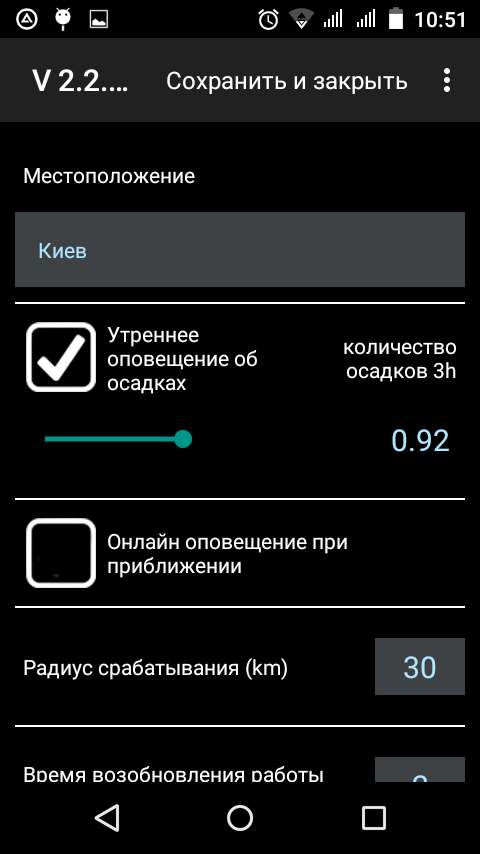 10:51
V 2.2.... Сохранить и закрыть
Местоположение
Киев
Утреннее
оповещение об
осадках
количество
осадков 3h
0.92
Онлайн оповещение при
приближении
Радиус срабатывания (km)
30
Время возобновления работы